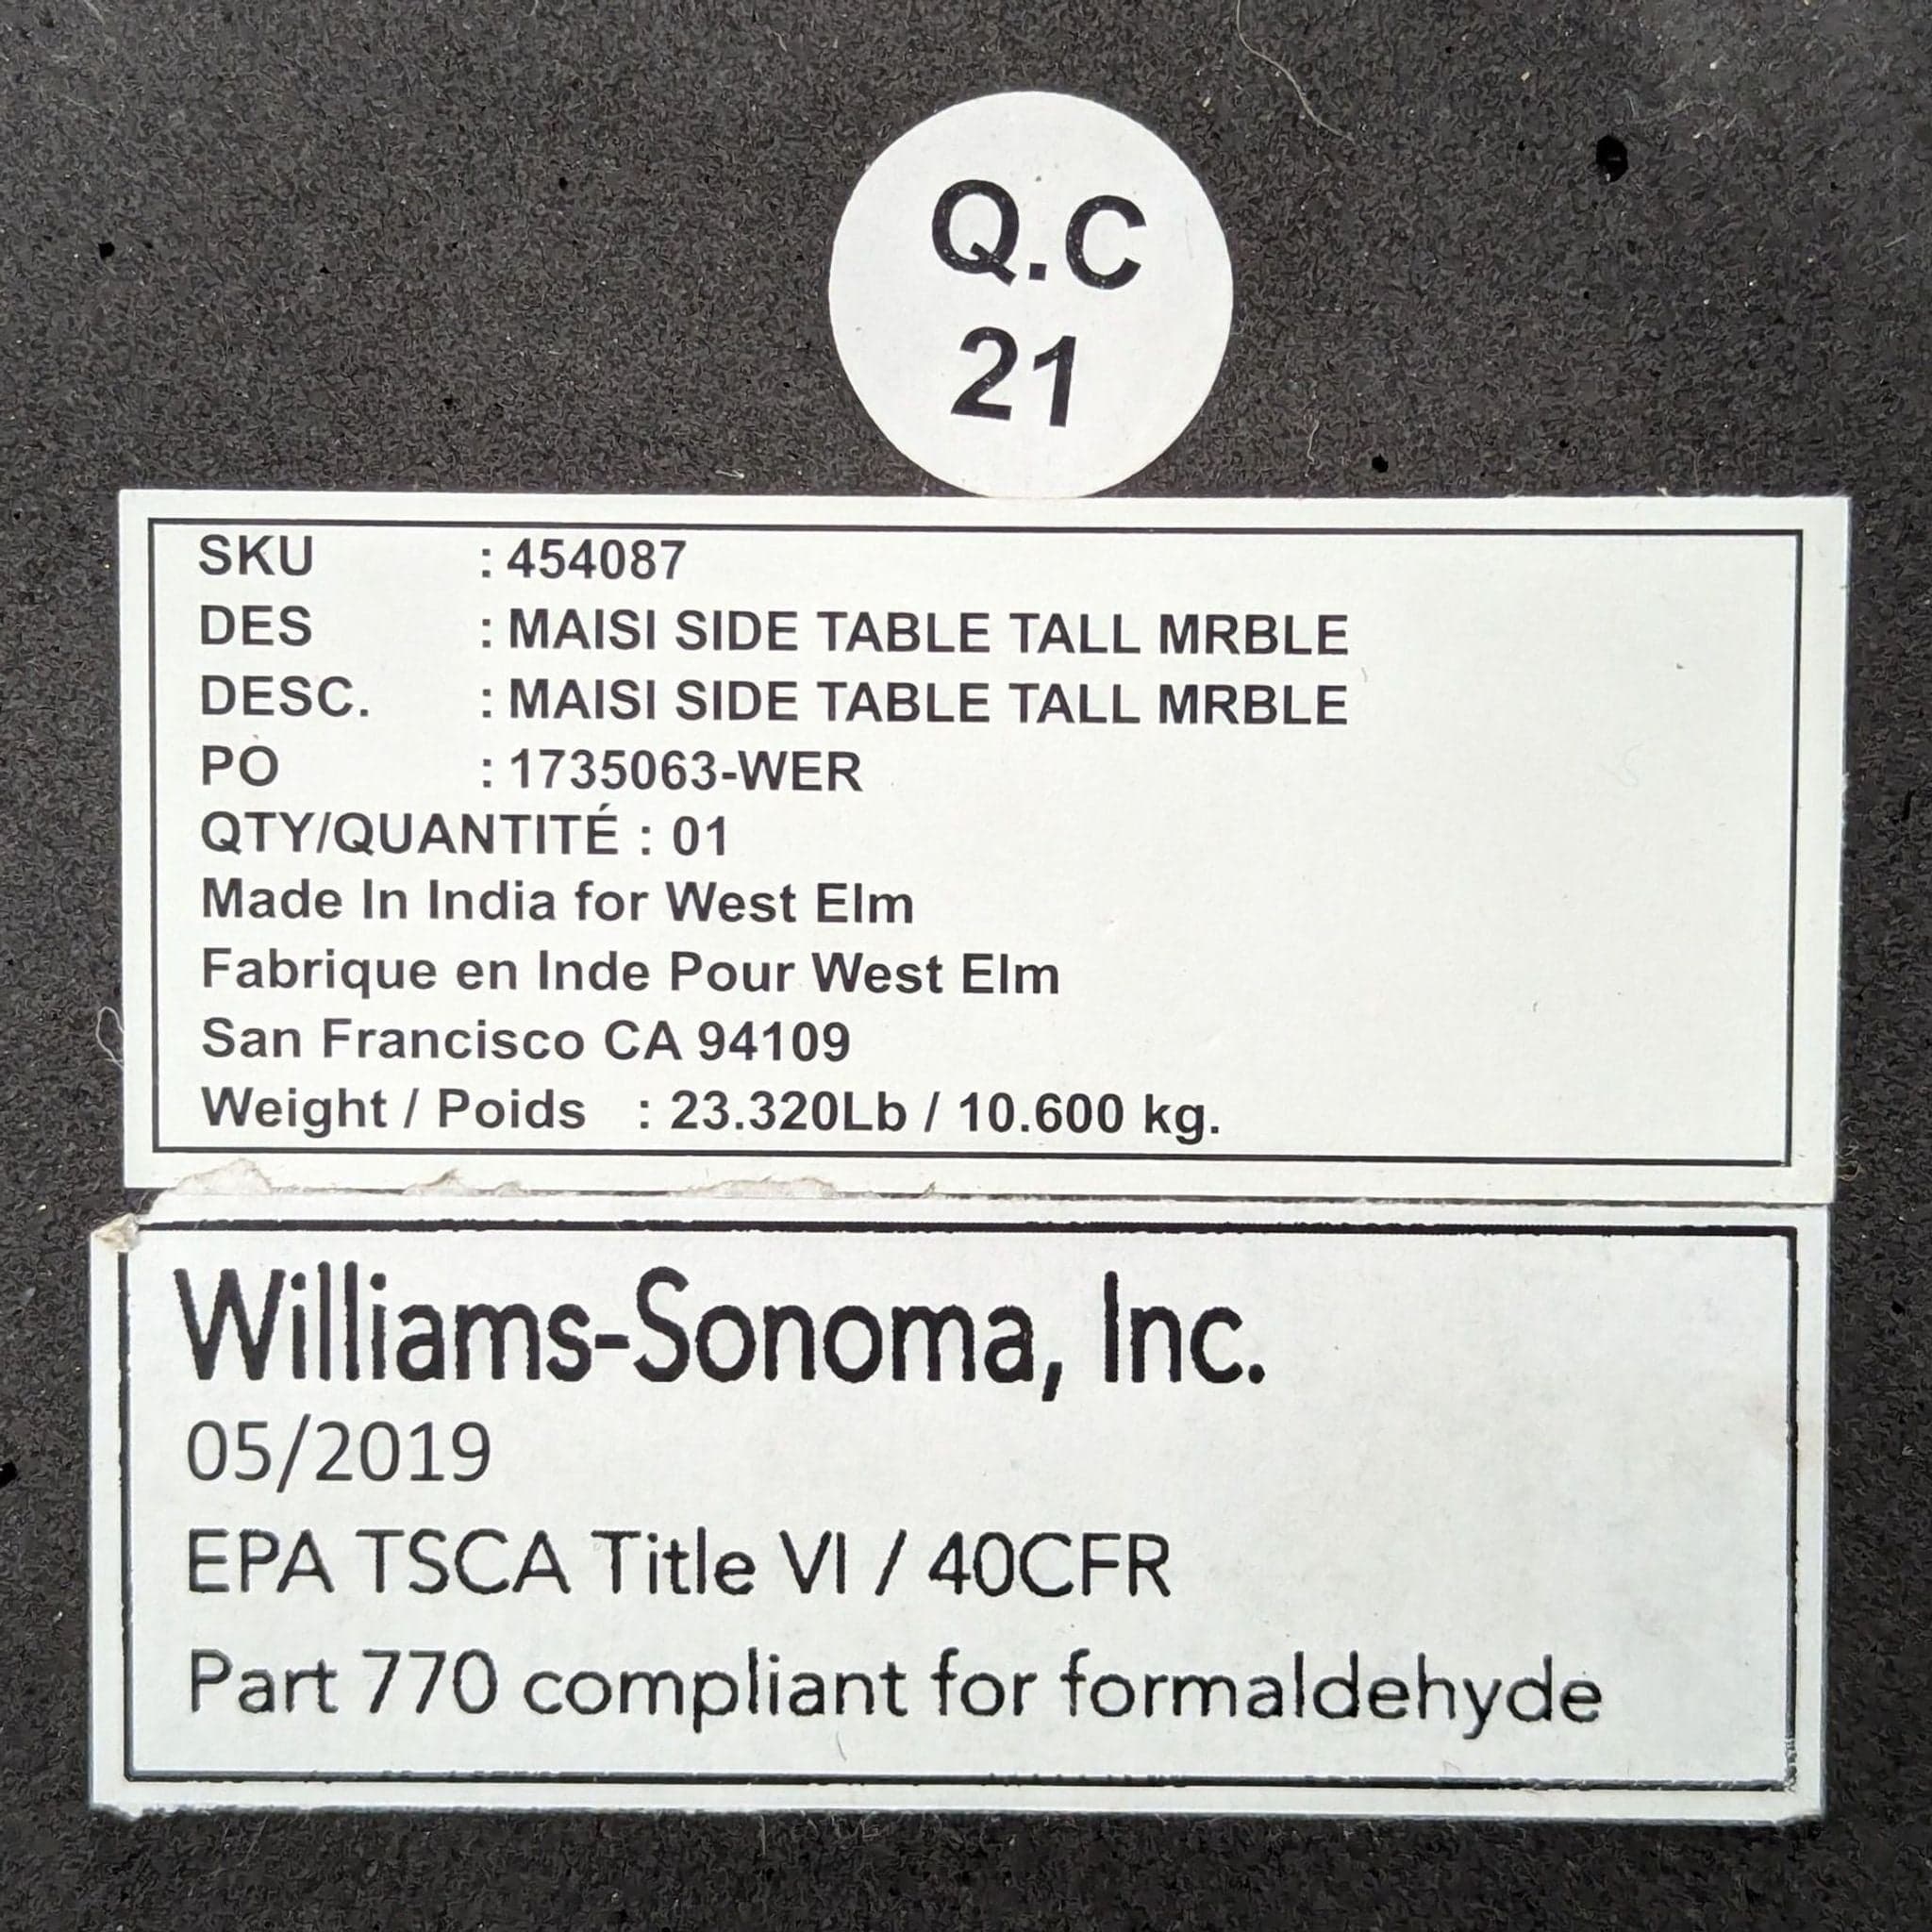 Q.C
21
SKU : 454087
DES : MAISI SIDE TABLE TALL MRBLE
DESC. : MAISI SIDE TABLE TALL MRBLE
PO : 1735063-WER
QTY/QUANTITÉ : 01
Made In India for West Elm
Fabrique en Inde Pour West Elm
San Francisco CA 94109
Weight / Poids : 23.320Lb / 10.600 kg.
Williams-Sonoma, Inc.
05/2019
EPA TSCA Title VI / 40CFR
Part 770 compliant for formaldehyde